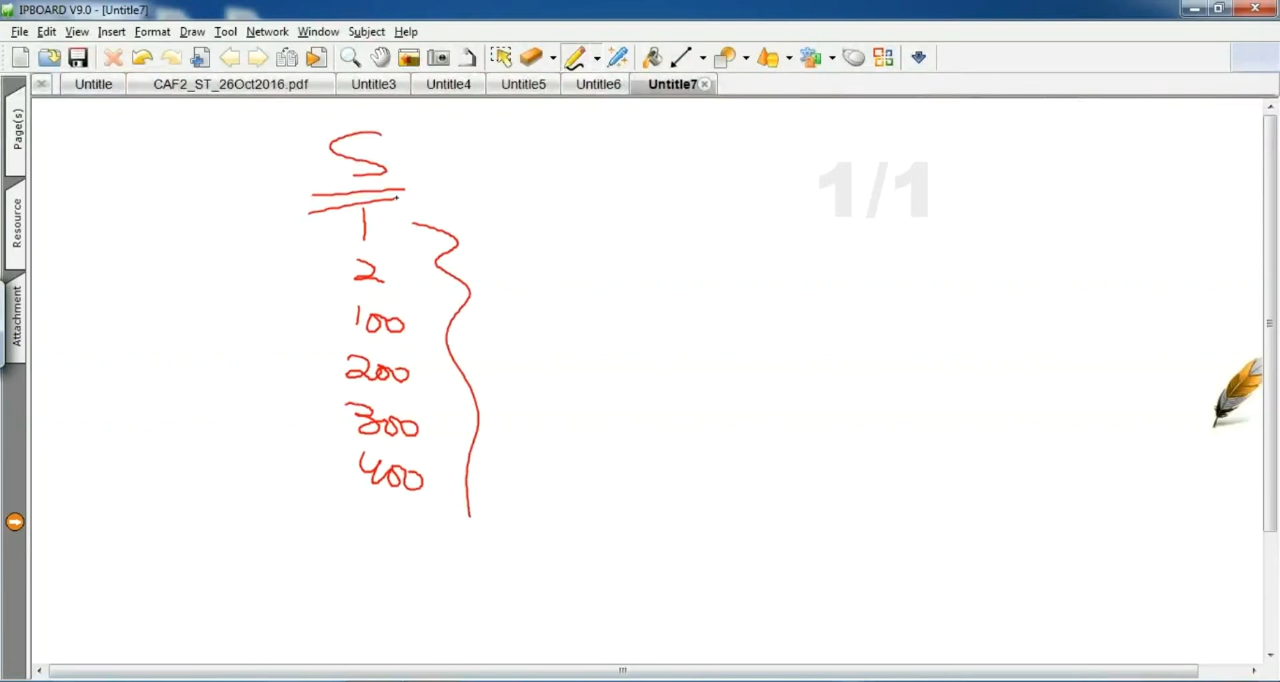 IPBOARD V9.0 - [Untitle7]
File Edit View Insert Format Draw Tool Network Window Subject Help
Untitle CAF2_ST_26Oct2016.pdf Untitle3 Untitle4 Untitle5 Untitle6 Untitle7
Page(s)
Resource
Attachment
1/1
S
1
2
100
200
300
400